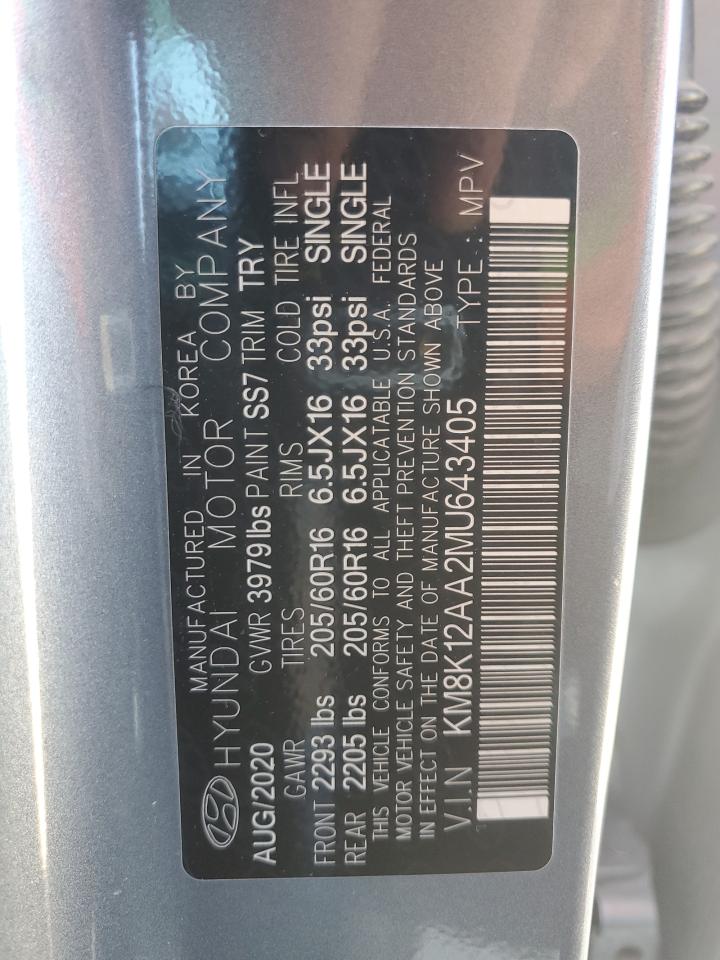 MANUFACTURED IN KOREA BY
HYUNDAI MOTOR COMPANY
AUG/2020 GVWR 3979 lbs PAINT SS7 TRIM TRY
GAWR TIRES RIMS COLD TIRE INFL
FRONT 2293 lbs 205/60R16 6.5JX16 33psi SINGLE
REAR 2205 lbs 205/60R16 6.5JX16 33psi SINGLE
THIS VEHICLE CONFORMS TO ALL APPLICATABLE U.S.A. FEDERAL
MOTOR VEHICLE SAFETY AND THEFT PREVENTION STANDARDS
IN EFFECT ON THE DATE OF MANUFACTURE SHOWN ABOVE
V.I.N KM8K12AA2MU643405 TYPE : MPV